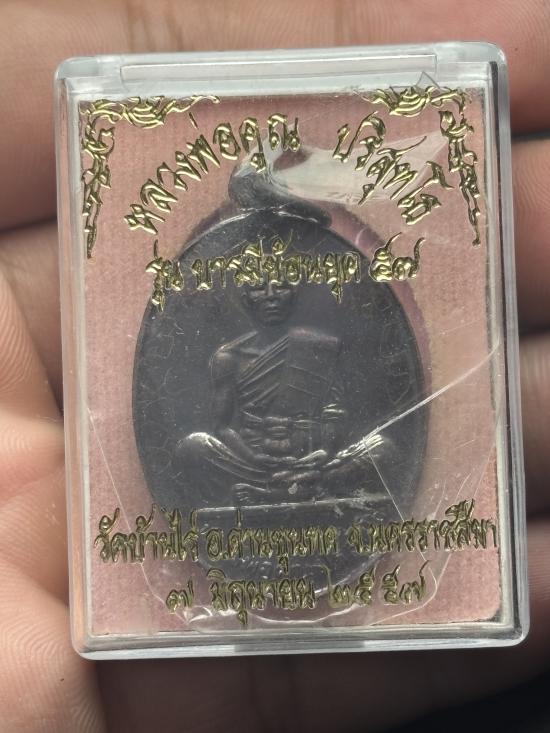 หลวงพ่อคูณ ปริสุทโธ
รุ่น บารมีย้อนยุค ๕๗
วัดบ้านไร่ อ.ด่านขุนทด จ.นครราชสีมา
๗ มิถุนายน ๒๕๕๗